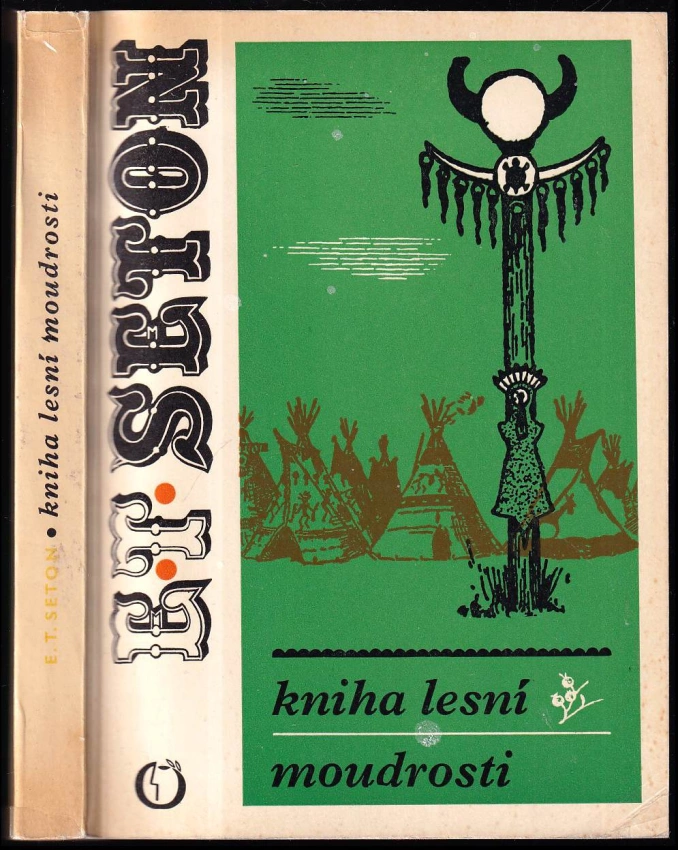 E. T. SETON • kniha lesní moudrosti
E.T. SETON
kniha lesní
moudrosti